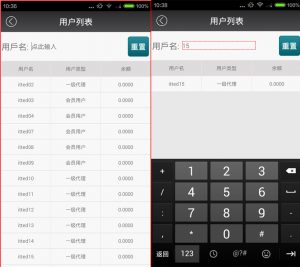 10:38
100%
用户列表
用戶名: 点此输入
重置
用户名 用户类型 余额
itted02 一级代理 0.0000
itted03 会员用户 0.0000
itted04 会员用户 0.0000
itted07 会员用户 0.0000
itted08 会员用户 0.0000
itted09 会员用户 0.0000
itted10 一级代理 0.0000
itted11 一级代理 0.0000
itted12 一级代理 0.0000
itted13 一级代理 0.0000
itted14 一级代理 0.0000
itted15 一级代理 0.0000
10:38
100%
用户列表
用戶名: 15
重置
用户名 用户类型 余额
itted15 一级代理 0.0000
+ 1 2 3
/ 4 5 6
- 7 8 9 -
, * 0 # .
返回 123 @?#